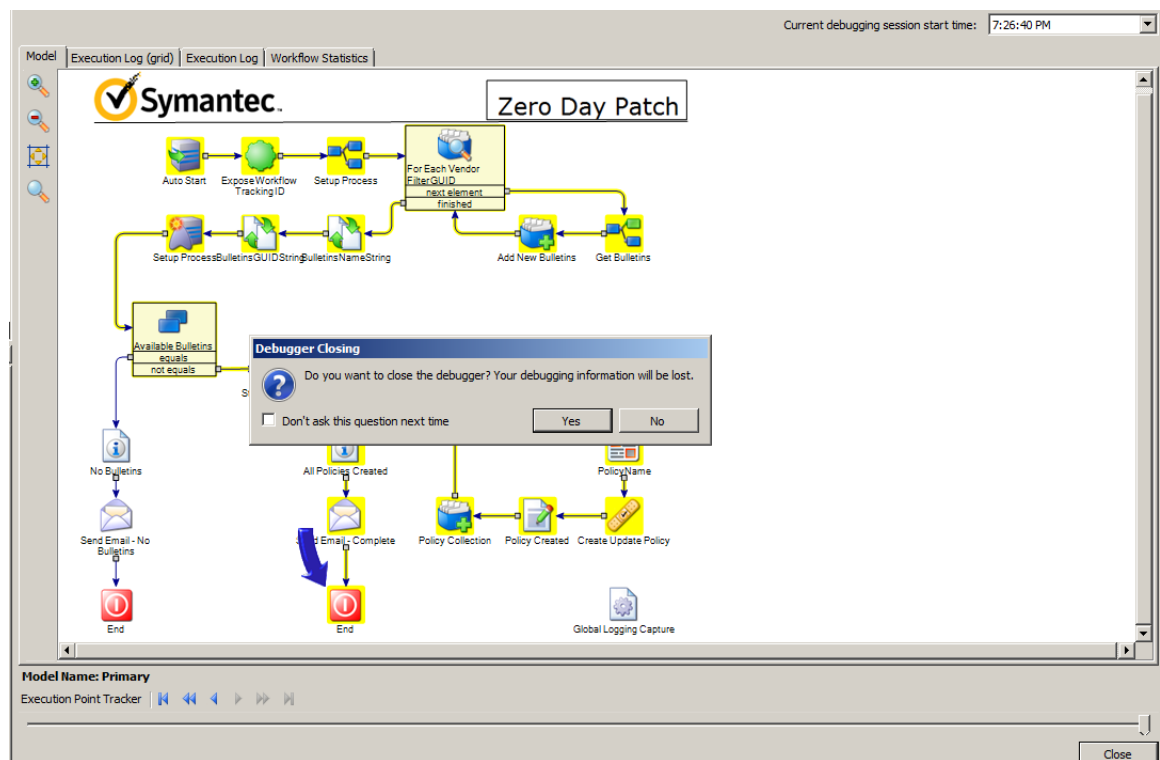 Current debugging session start time: 7:26:40 PM
Model Execution Log (grid) Execution Log Workflow Statistics
Symantec.
Zero Day Patch
Auto Start
Expose Workflow
Tracking ID
Setup Process
For Each Vendor
Filter GUID
next element
finished
Setup Process
BulletinsGUIDString
BulletinsNameString
Add New Bulletins
Get Bulletins
Available Bulletins
equals
not equals
Debugger Closing
Do you want to close the debugger? Your debugging information will be lost.
Don't ask this question next time
Yes
No
No Bulletins
All Policies Created
PolicyName
Send Email - No
Bulletins
Email - Complete
Policy Collection
Policy Created
Create Update Policy
End
End
Global Logging Capture
Model Name: Primary
Execution Point Tracker
Close